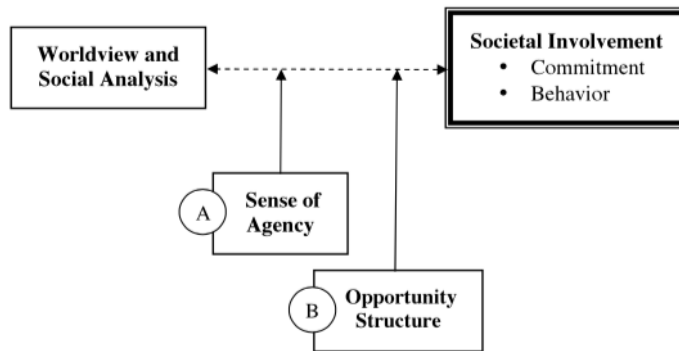 Worldview and
Social Analysis
Societal Involvement
• Commitment
• Behavior
A
Sense of
Agency
B
Opportunity
Structure